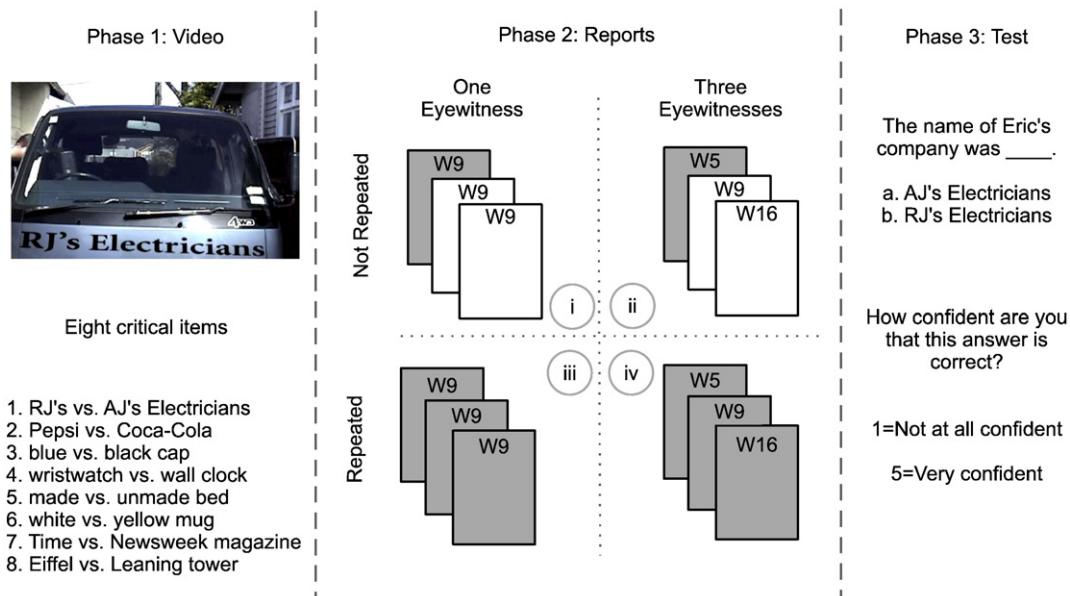 Phase 1: Video
RJ's Electricians
4WD
Eight critical items
1. RJ's vs. AJ's Electricians
2. Pepsi vs. Coca-Cola
3. blue vs. black cap
4. wristwatch vs. wall clock
5. made vs. unmade bed
6. white vs. yellow mug
7. Time vs. Newsweek magazine
8. Eiffel vs. Leaning tower
Phase 2: Reports
One
Eyewitness
Three
Eyewitnesses
Not Repeated
W9
W9
W9
i
W5
W9
W16
ii
Repeated
W9
W9
W9
iii
W5
W9
W16
iv
Phase 3: Test
The name of Eric's
company was ____.
a. AJ's Electricians
b. RJ's Electricians
How confident are you
that this answer is
correct?
1=Not at all confident
5=Very confident